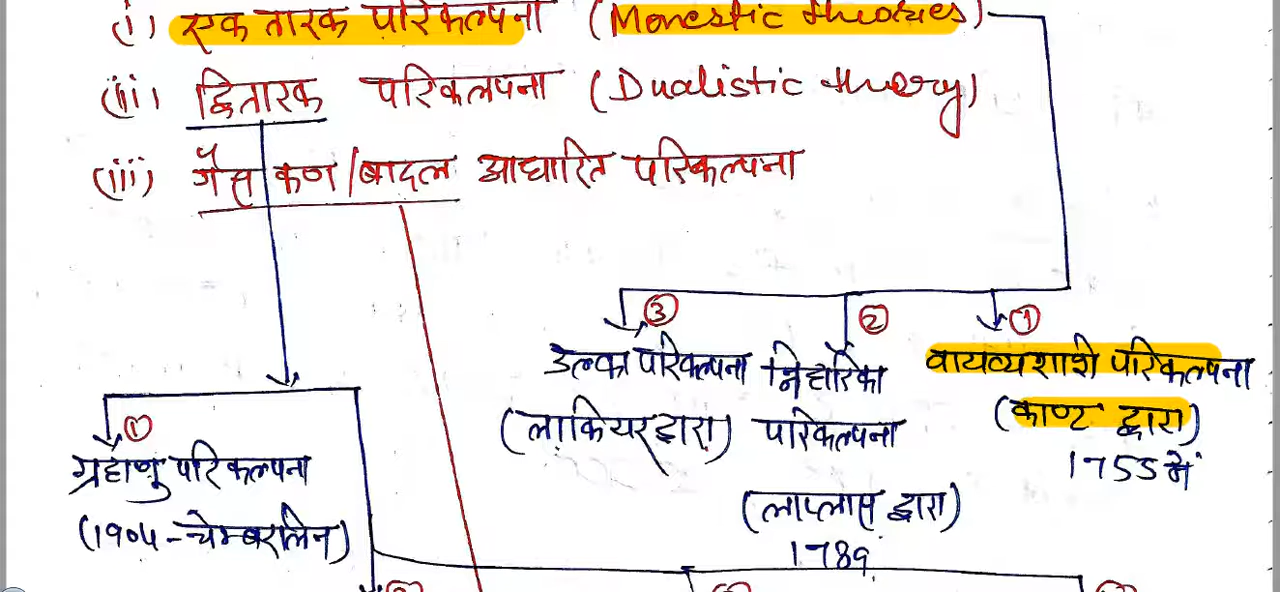 (i) एक तारक परिकल्पना (Monestic theories)
(ii) द्वितारक परिकल्पना (Dualistic theory)
(iii) गैस कण/बादल आधारित परिकल्पना
③ ② ①
उल्का परिकल्पना
(लाकियर द्वारा)
निहारिका
परिकल्पना
(लाप्लास द्वारा)
1789
वायव्यशाशी परिकल्पना
(काण्ट द्वारा)
1755 में
①
ग्रहाणु परिकल्पना
(1905 - चेम्बरलिन)